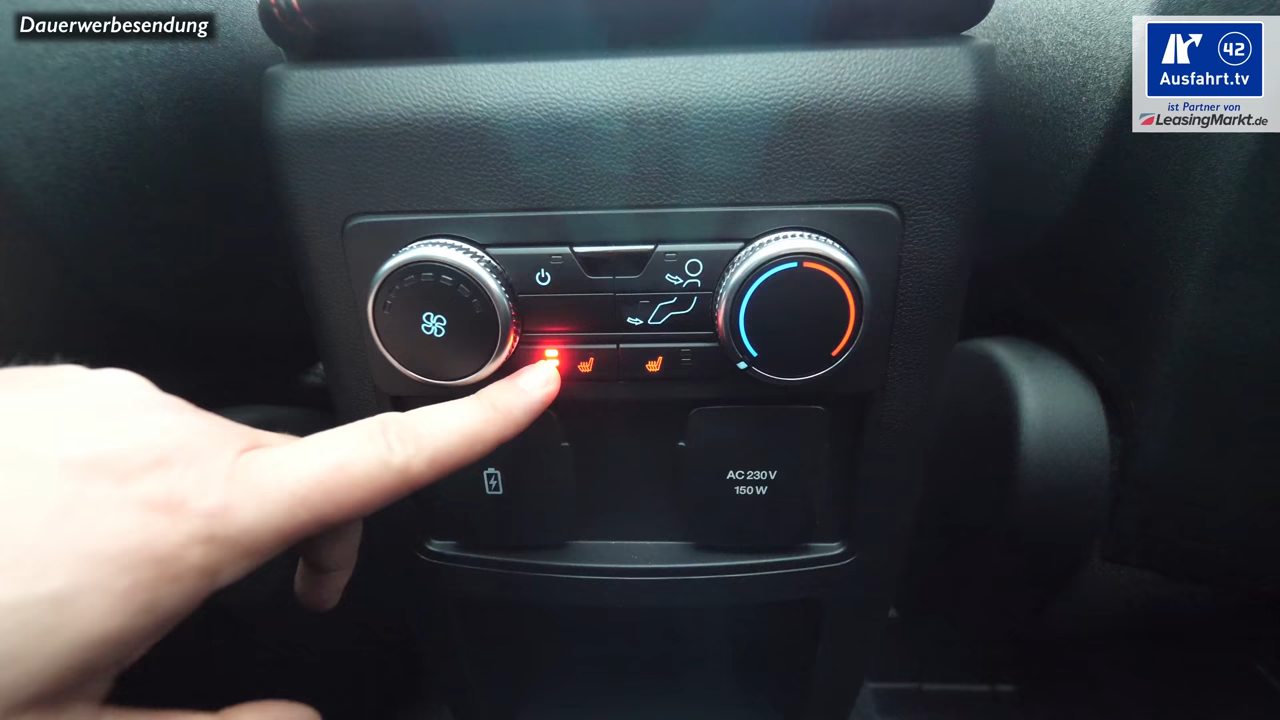 Dauerwerbesendung
42
Ausfahrt.tv
ist Partner von
LeasingMarkt.de
AC 230V
150 W